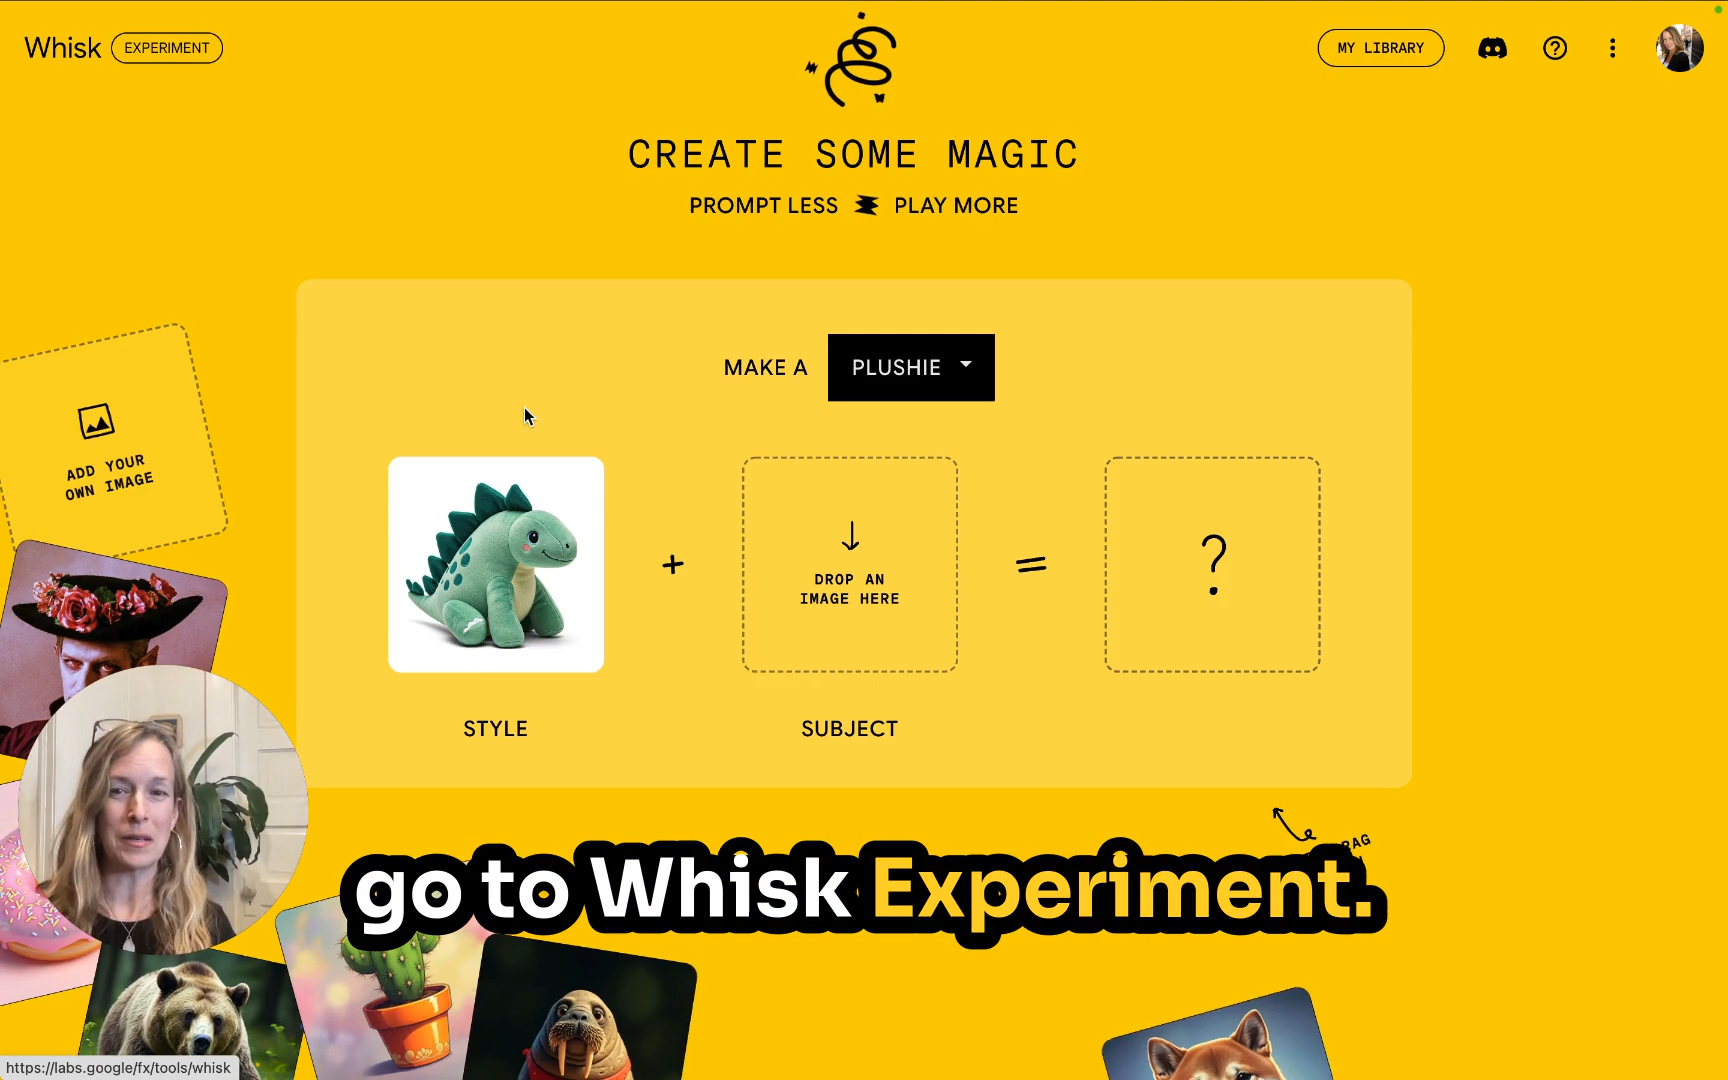 Whisk EXPERIMENT
MY LIBRARY
CREATE SOME MAGIC
PROMPT LESS PLAY MORE
MAKE A PLUSHIE
ADD YOUR
OWN IMAGE
+
DROP AN
IMAGE HERE
=
?
STYLE
SUBJECT
go to Whisk Experiment.
https://labs.google/fx/tools/whisk